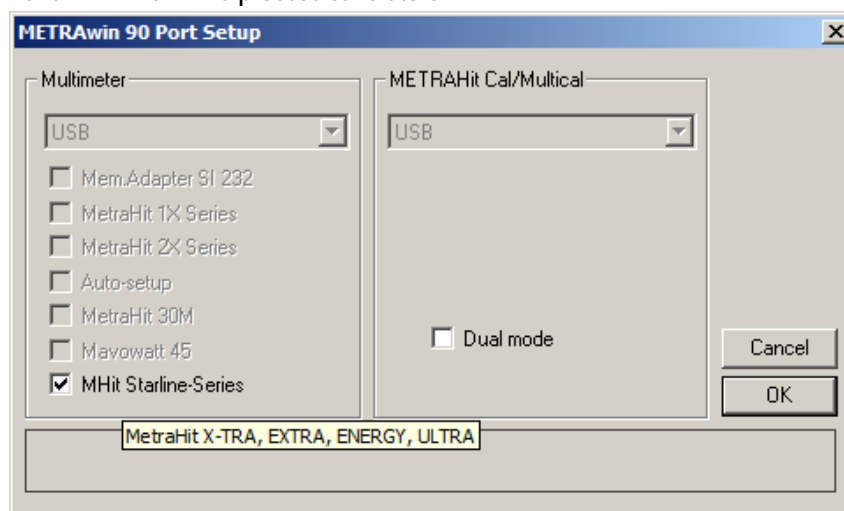 METRAwin 90 Port Setup
Multimeter
USB
Mem.Adapter SI 232
MetraHit 1X Series
MetraHit 2X Series
Auto-setup
MetraHit 30M
Mavowatt 45
MHit Starline-Series
METRAHit Cal/Multical
USB
Dual mode
Cancel
OK
MetraHit X-TRA, EXTRA, ENERGY, ULTRA